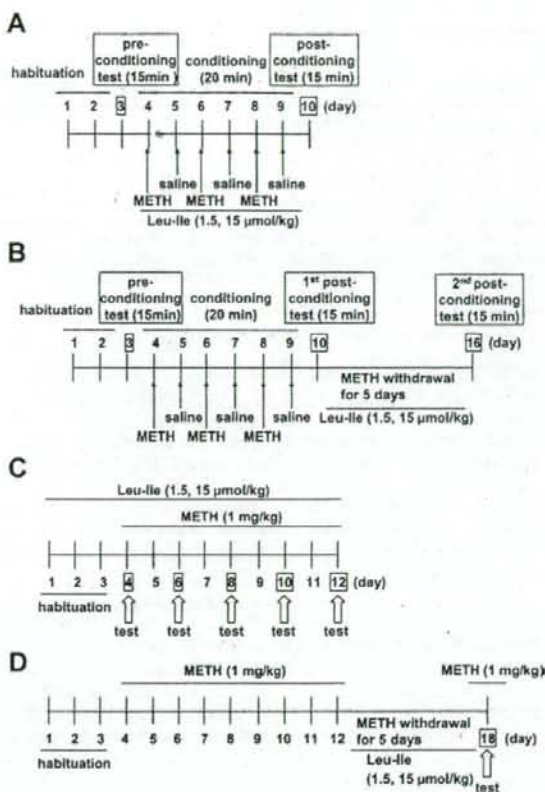 A
pre-
conditioning
test (15min )
post-
conditioning
test (15 min)
habituation
conditioning
(20 min)
1 2 3 4 5 6 7 8 9 10 (day)
saline saline saline
METH METH METH
Leu-Ile (1.5, 15 µmol/kg)
B
pre-
conditioning
test (15min)
1st post-
conditioning
test (15 min)
2nd post-
conditioning
test (15 min)
habituation
conditioning
(20 min)
1 2 3 4 5 6 7 8 9 10 16 (day)
saline saline saline
METH METH METH
METH withdrawal
for 5 days
Leu-Ile (1.5, 15 µmol/kg)
C
Leu-Ile (1.5, 15 µmol/kg)
METH (1 mg/kg)
1 2 3 4 5 6 7 8 9 10 11 12 (day)
habituation
test test test test test
D
METH (1 mg/kg)
METH (1 mg/kg)
1 2 3 4 5 6 7 8 9 10 11 12 18 (day)
habituation
METH withdrawal
for 5 days
Leu-Ile
(1.5, 15 µmol/kg)
test